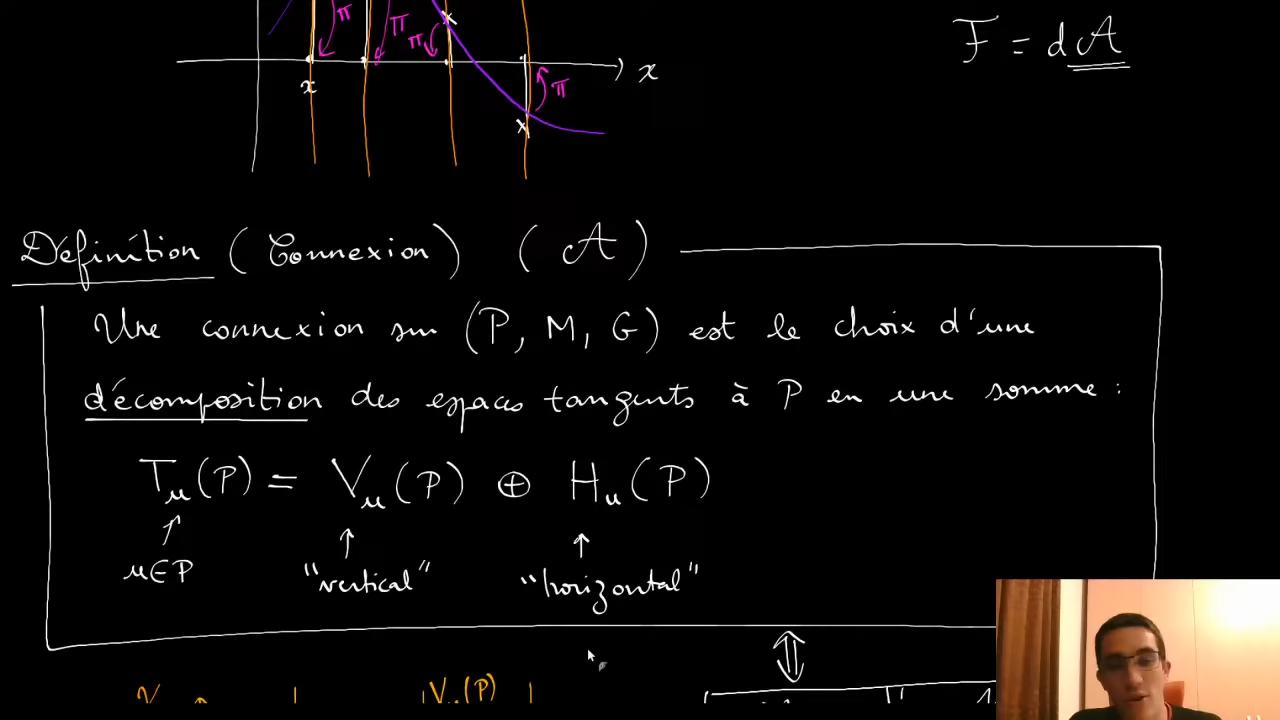 π π π π
x
x
F = dA
Définition (Connexion) (A)
Une connexion sur (P, M, G) est le choix d'une
décomposition des espaces tangents à P en une somme :
Tu(P) = Vu(P) ⊕ Hu(P)
u∈P "vertical" "horizontal"
Vu(P)